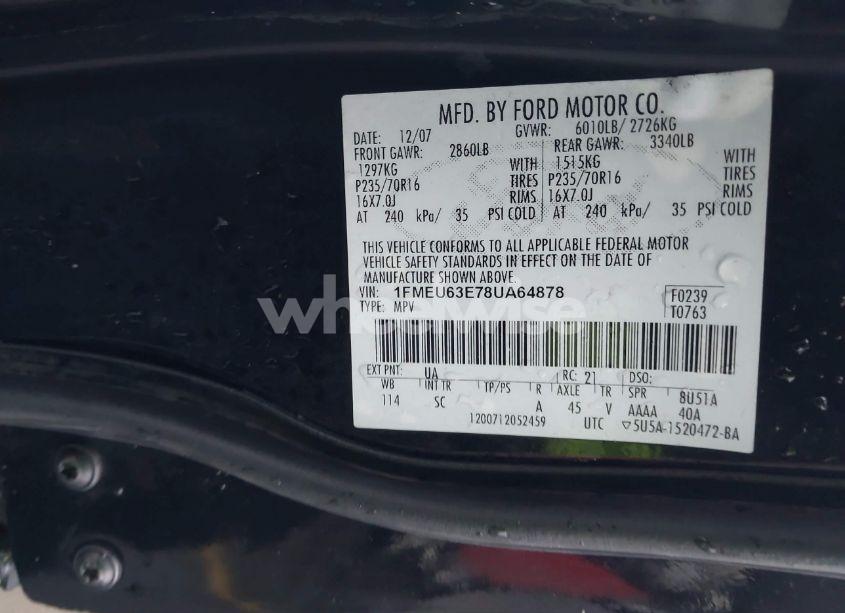 MFD. BY FORD MOTOR CO.
DATE: 12/07 GVWR: 6010LB/ 2726KG
FRONT GAWR: 2860LB REAR GAWR: 3340LB
1297KG WITH 1515KG WITH
P235/70R16 TIRES P235/70R16 TIRES
16X7.0J RIMS 16X7.0J RIMS
AT 240 kPa/ 35 PSI COLD AT 240 kPa/ 35 PSI COLD
THIS VEHICLE CONFORMS TO ALL APPLICABLE FEDERAL MOTOR
VEHICLE SAFETY STANDARDS IN EFFECT ON THE DATE OF
MANUFACTURE SHOWN ABOVE.
VIN: 1FMEU63E78UA64878 F0239
TYPE: MPV T0763
wheelwise
EXT PNT: UA RC: 21 DSO:
WB INT TR TP/PS R AXLE TR SPR 8U51A
114 SC A 45 V AAAA 40A
1200712052459 UTC ▽5U5A-1520472-BA